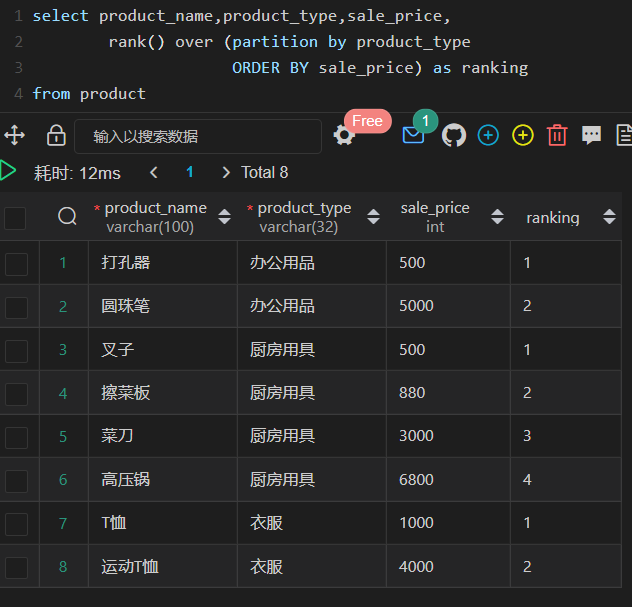 1 select product_name,product_type,sale_price,
2 rank() over (partition by product_type
3 ORDER BY sale_price) as ranking
4 from product
输入以搜索数据 Free 1
耗时: 12ms 1 Total 8
* product_name * product_type sale_price ranking
varchar(100) varchar(32) int
1 打孔器 办公用品 500 1
2 圆珠笔 办公用品 5000 2
3 叉子 厨房用具 500 1
4 擦菜板 厨房用具 880 2
5 菜刀 厨房用具 3000 3
6 高压锅 厨房用具 6800 4
7 T恤 衣服 1000 1
8 运动T恤 衣服 4000 2